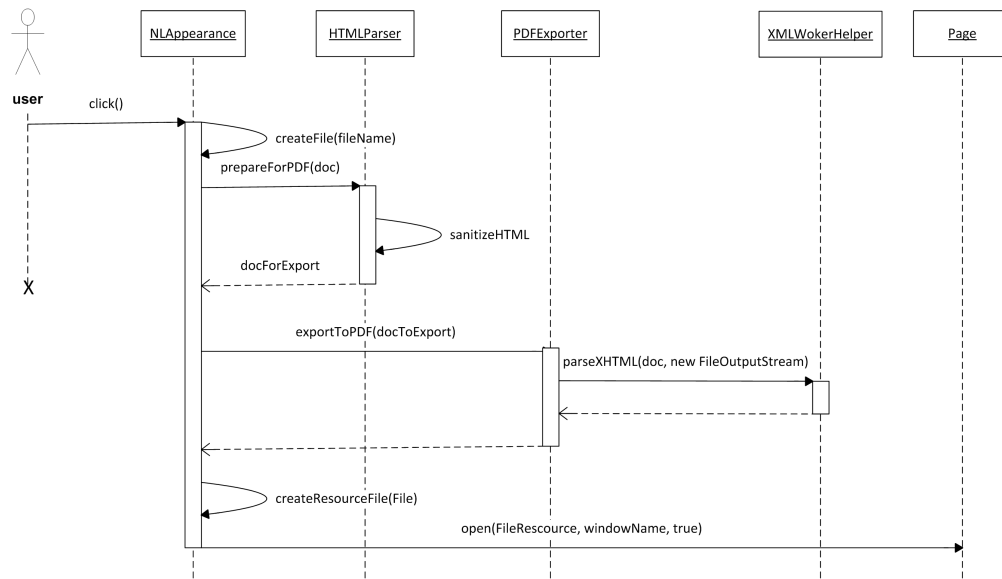 NLAppearance
HTMLParser
PDFExporter
XMLWokerHelper
Page
user
click()
createFile(fileName)
prepareForPDF(doc)
sanitizeHTML
docForExport
X
exportToPDF(docToExport)
parseXHTML(doc, new FileOutputStream)
createResourceFile(File)
open(FileRescource, windowName, true)